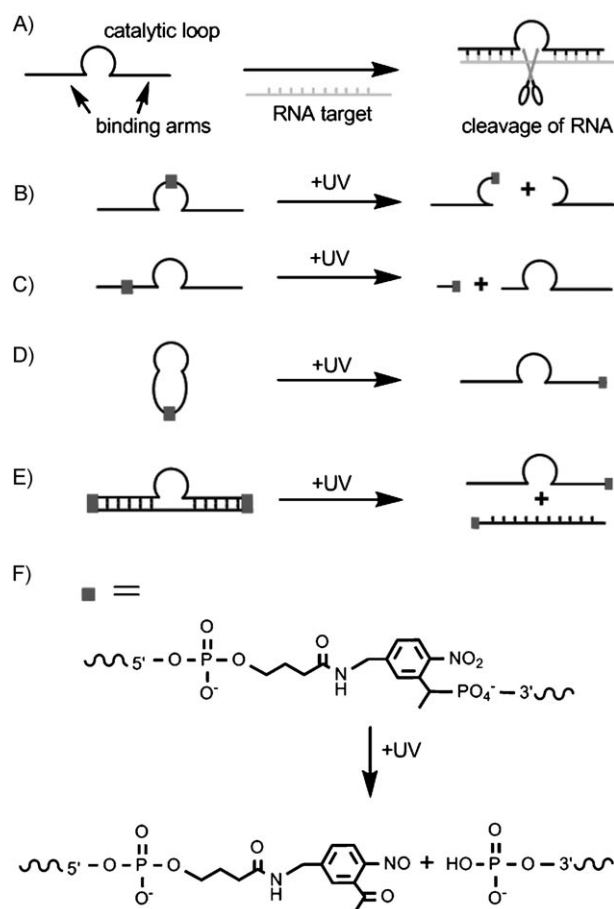 A)
catalytic loop
binding arms
RNA target
cleavage of RNA
B)
+UV
+
C)
+UV
+
D)
+UV
E)
+UV
+
F)
=
5' – O – P – O
O
O⁻
O
N
H
NO₂
PO₄⁻ – 3'
+UV
5' – O – P – O
O
O⁻
O
N
H
NO
O
+
HO – P – O – 3'
O
O⁻